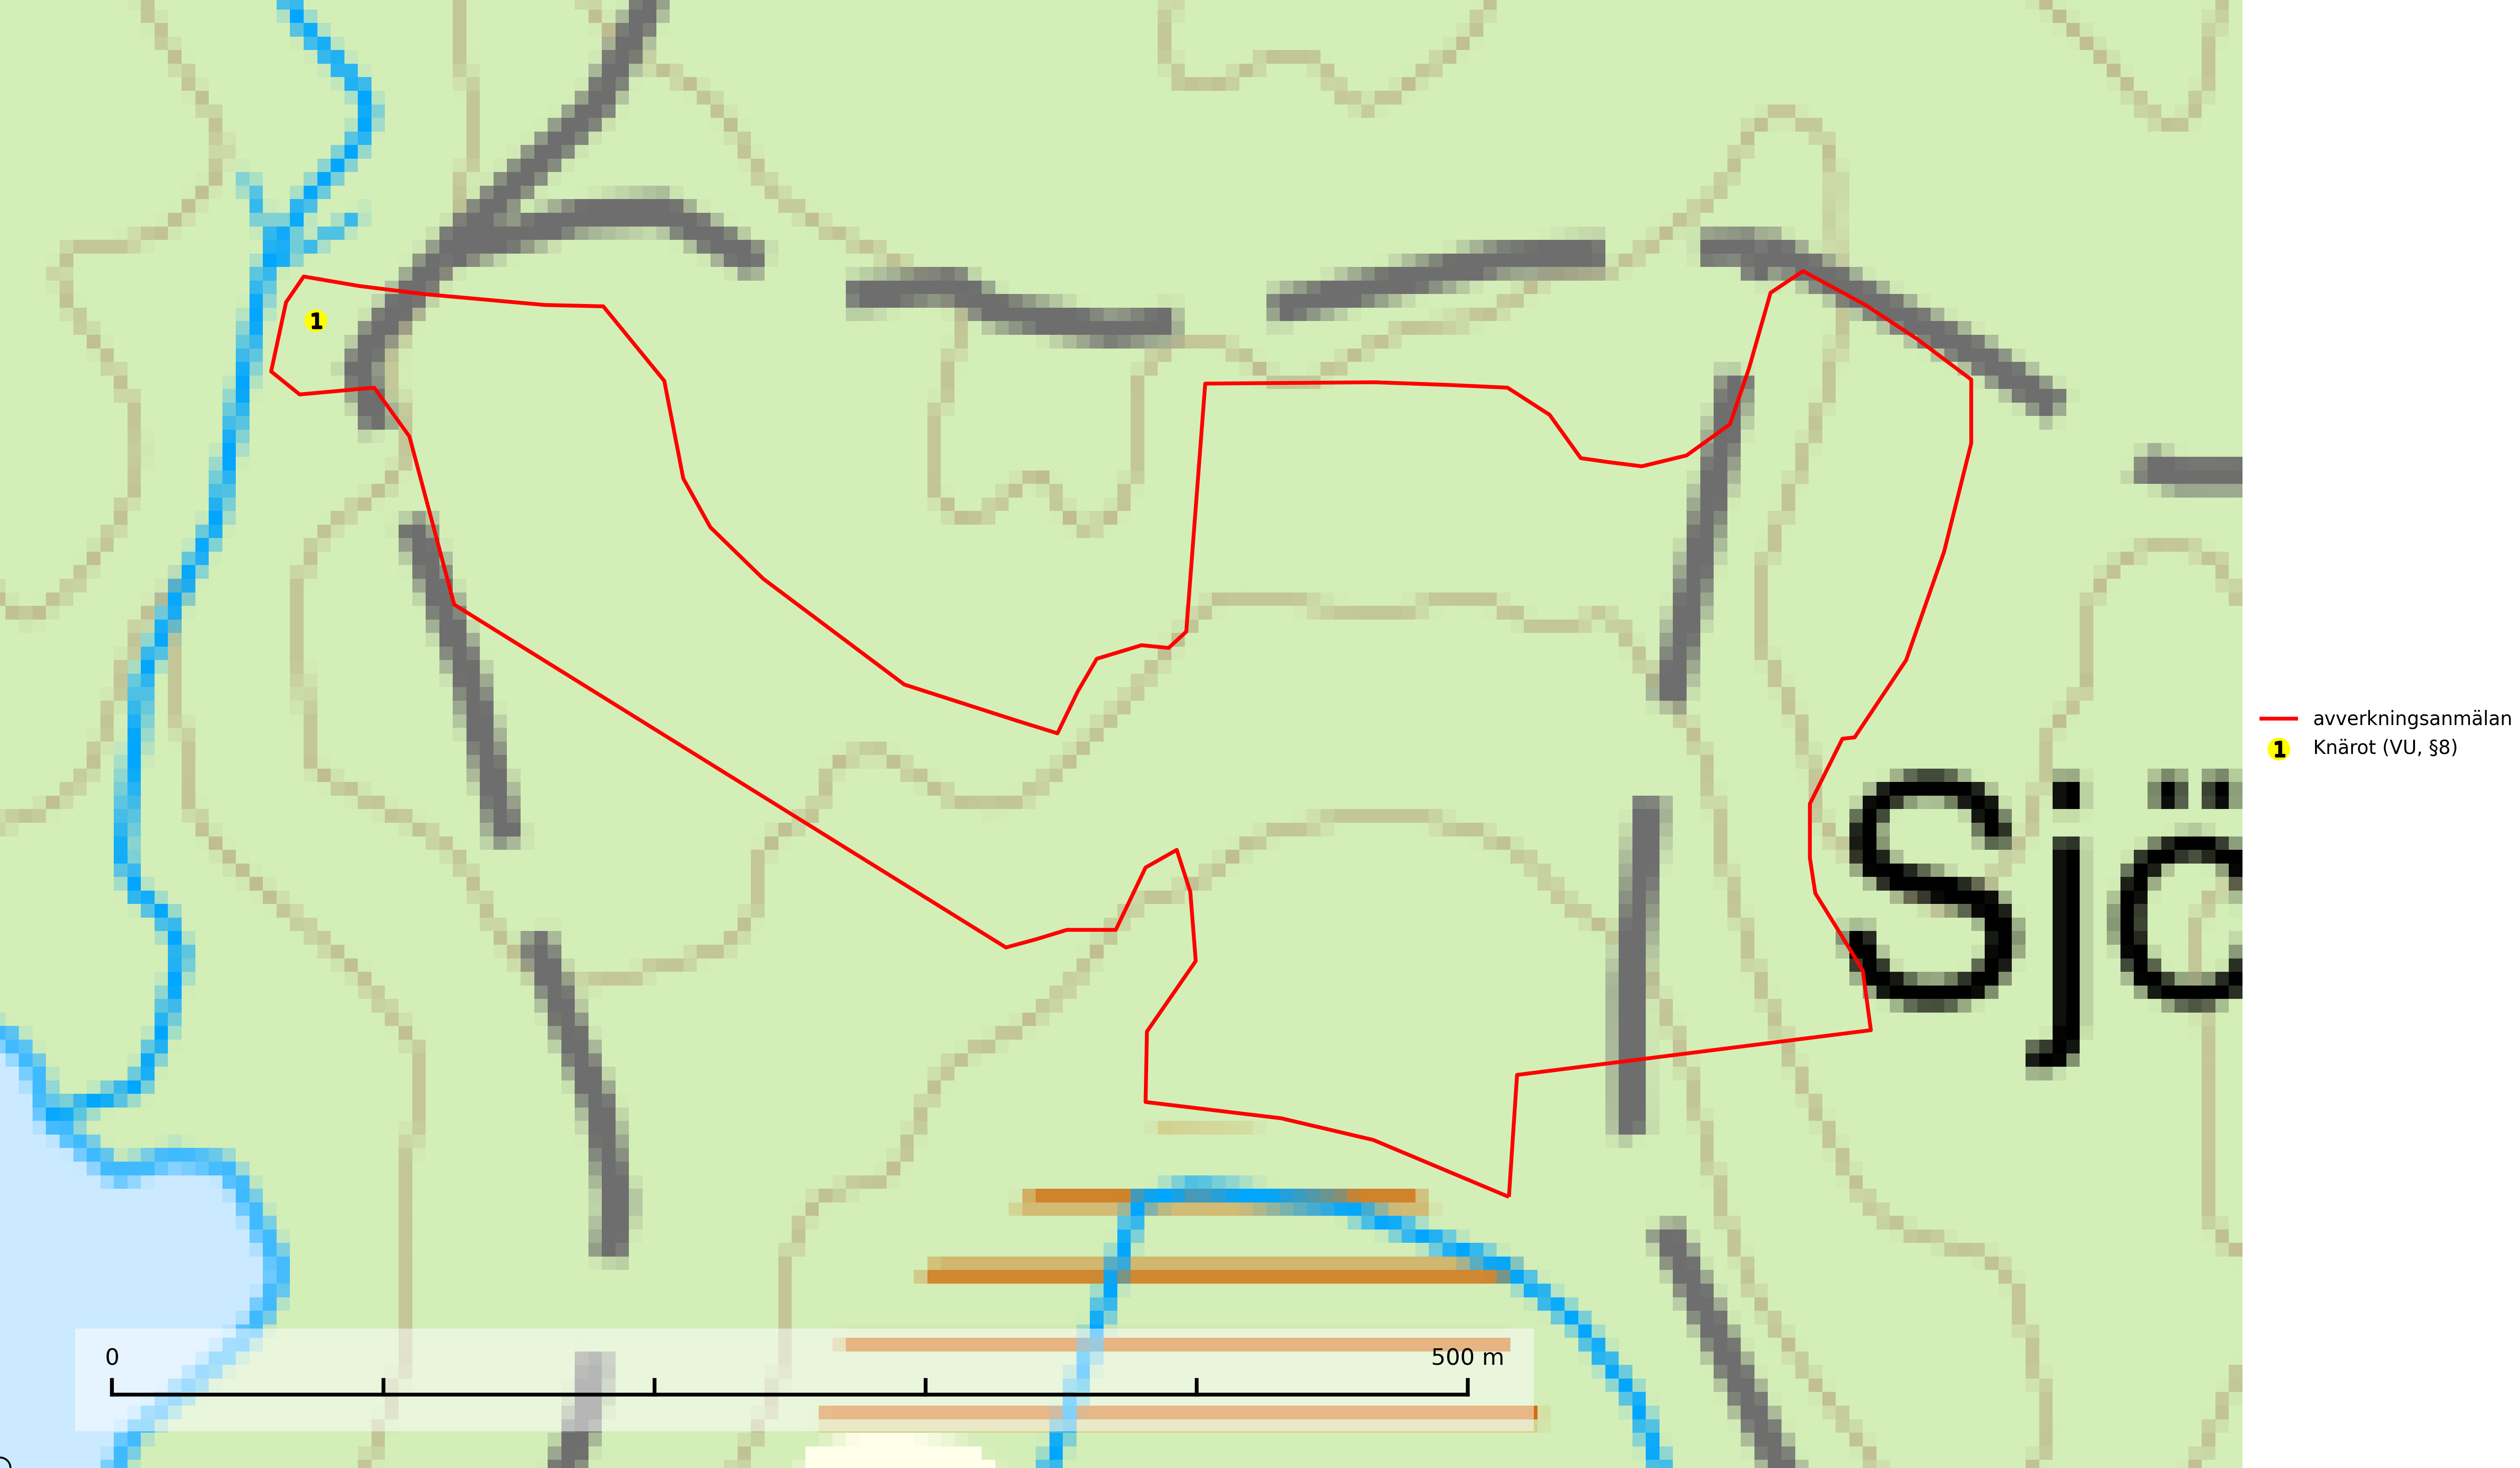 1
avverkningsanmälan
1 Knärot (VU, §8)
Sjö
0 500 m